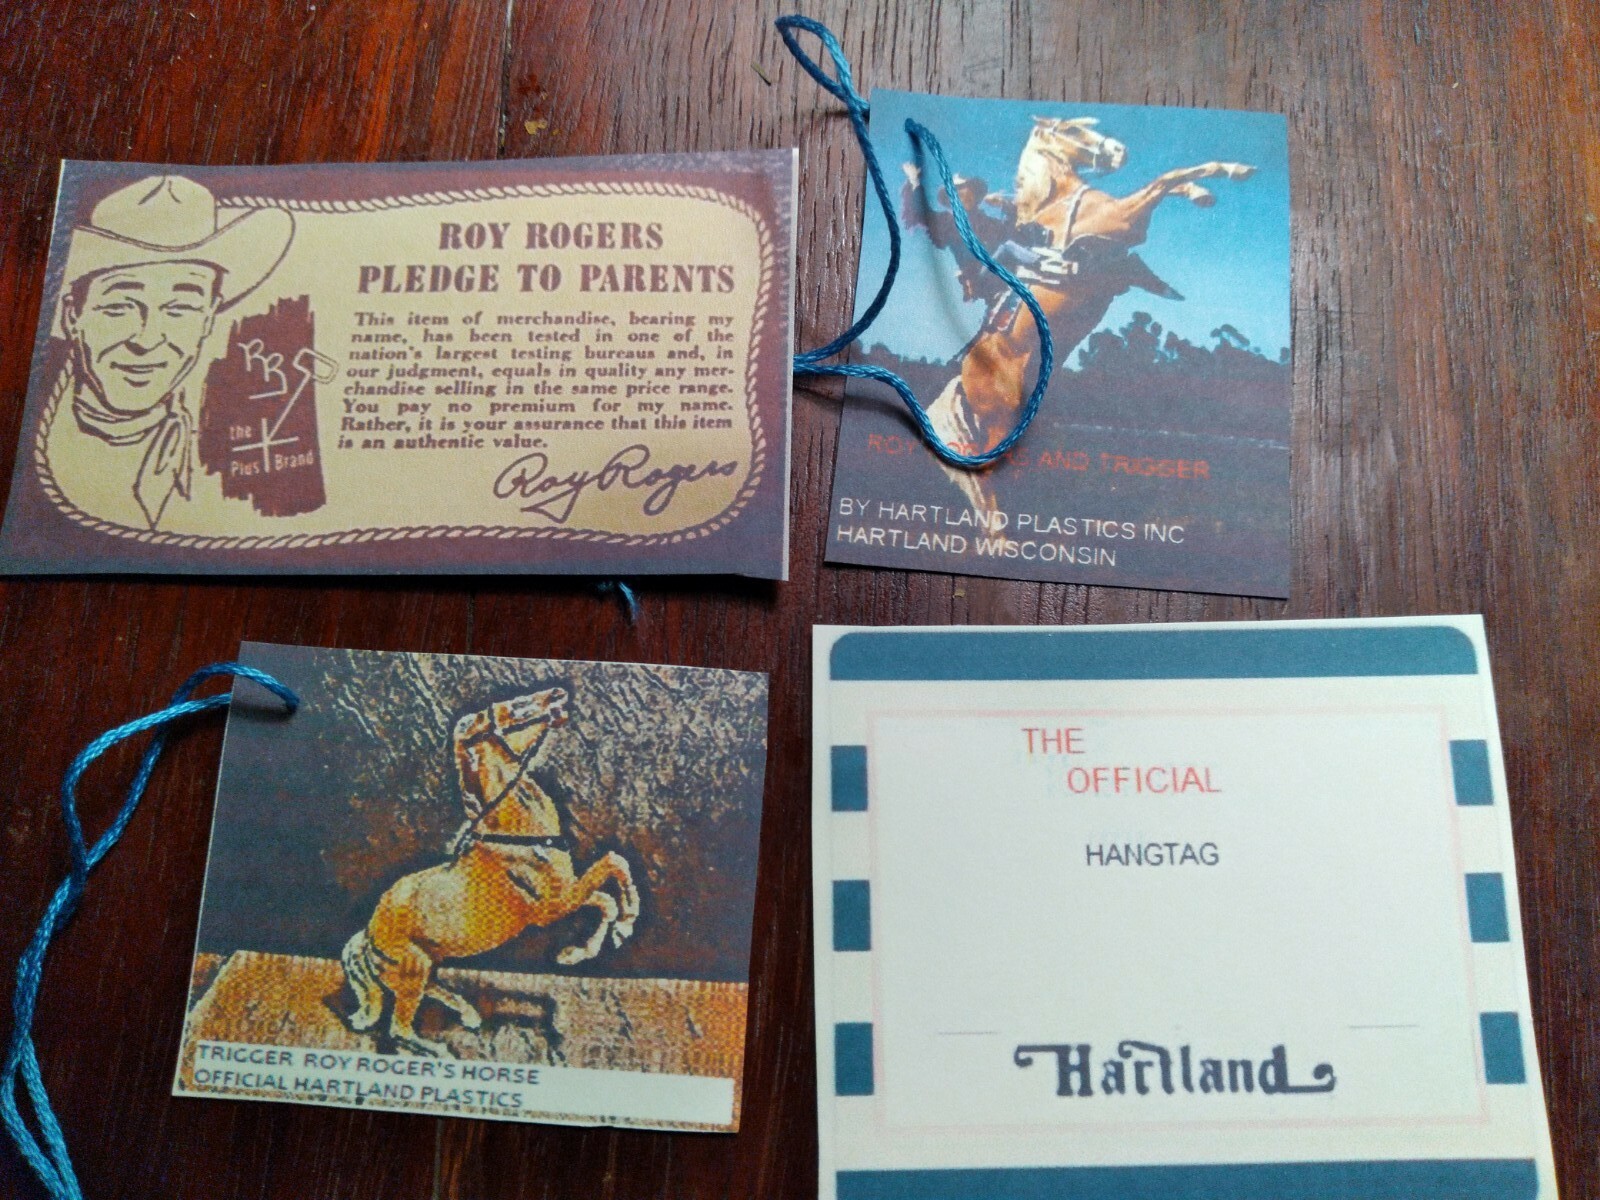 ROY ROGERS
PLEDGE TO PARENTS
This item of merchandise, bearing my
name, has been tested in one of the
nation's largest testing bureaus and, in
our judgment, equals in quality any mer-
chandise selling in the same price range.
You pay no premium for my name.
Rather, it is your assurance that this item
is an authentic value.
Roy Rogers
RR
the
Plus Brand
ROY AND TRIGGER
BY HARTLAND PLASTICS INC
HARTLAND WISCONSIN
TRIGGER ROY ROGER'S HORSE
OFFICIAL HARTLAND PLASTICS
THE
OFFICIAL
HANGTAG
Hartland